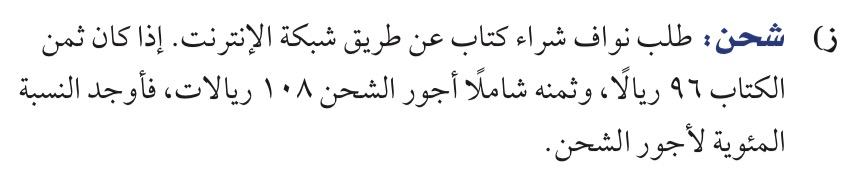 ز) شحن: طلب نواف شراء كتاب عن طريق شبكة الإنترنت. إذا كان ثمن
الكتاب ٩٦ ريالًا، وثمنه شاملًا أجور الشحن ١٠٨ ريالات، فأوجد النسبة
المئوية لأجور الشحن.